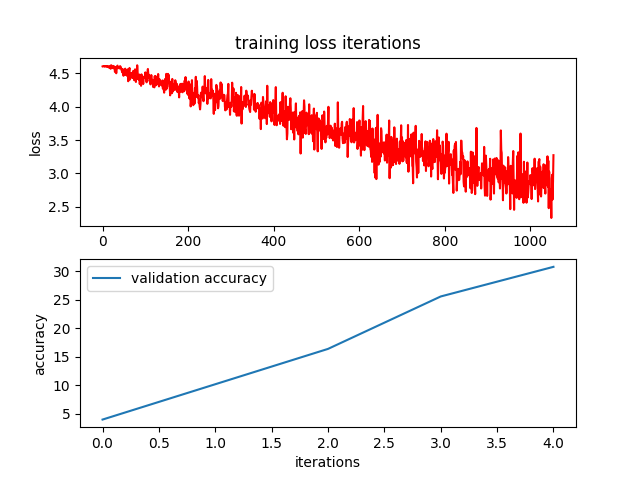 training loss iterations
4.5
4.0
3.5
3.0
2.5
loss
0 200 400 600 800 1000
validation accuracy
30
25
20
15
10
5
accuracy
0.0 0.5 1.0 1.5 2.0 2.5 3.0 3.5 4.0
iterations